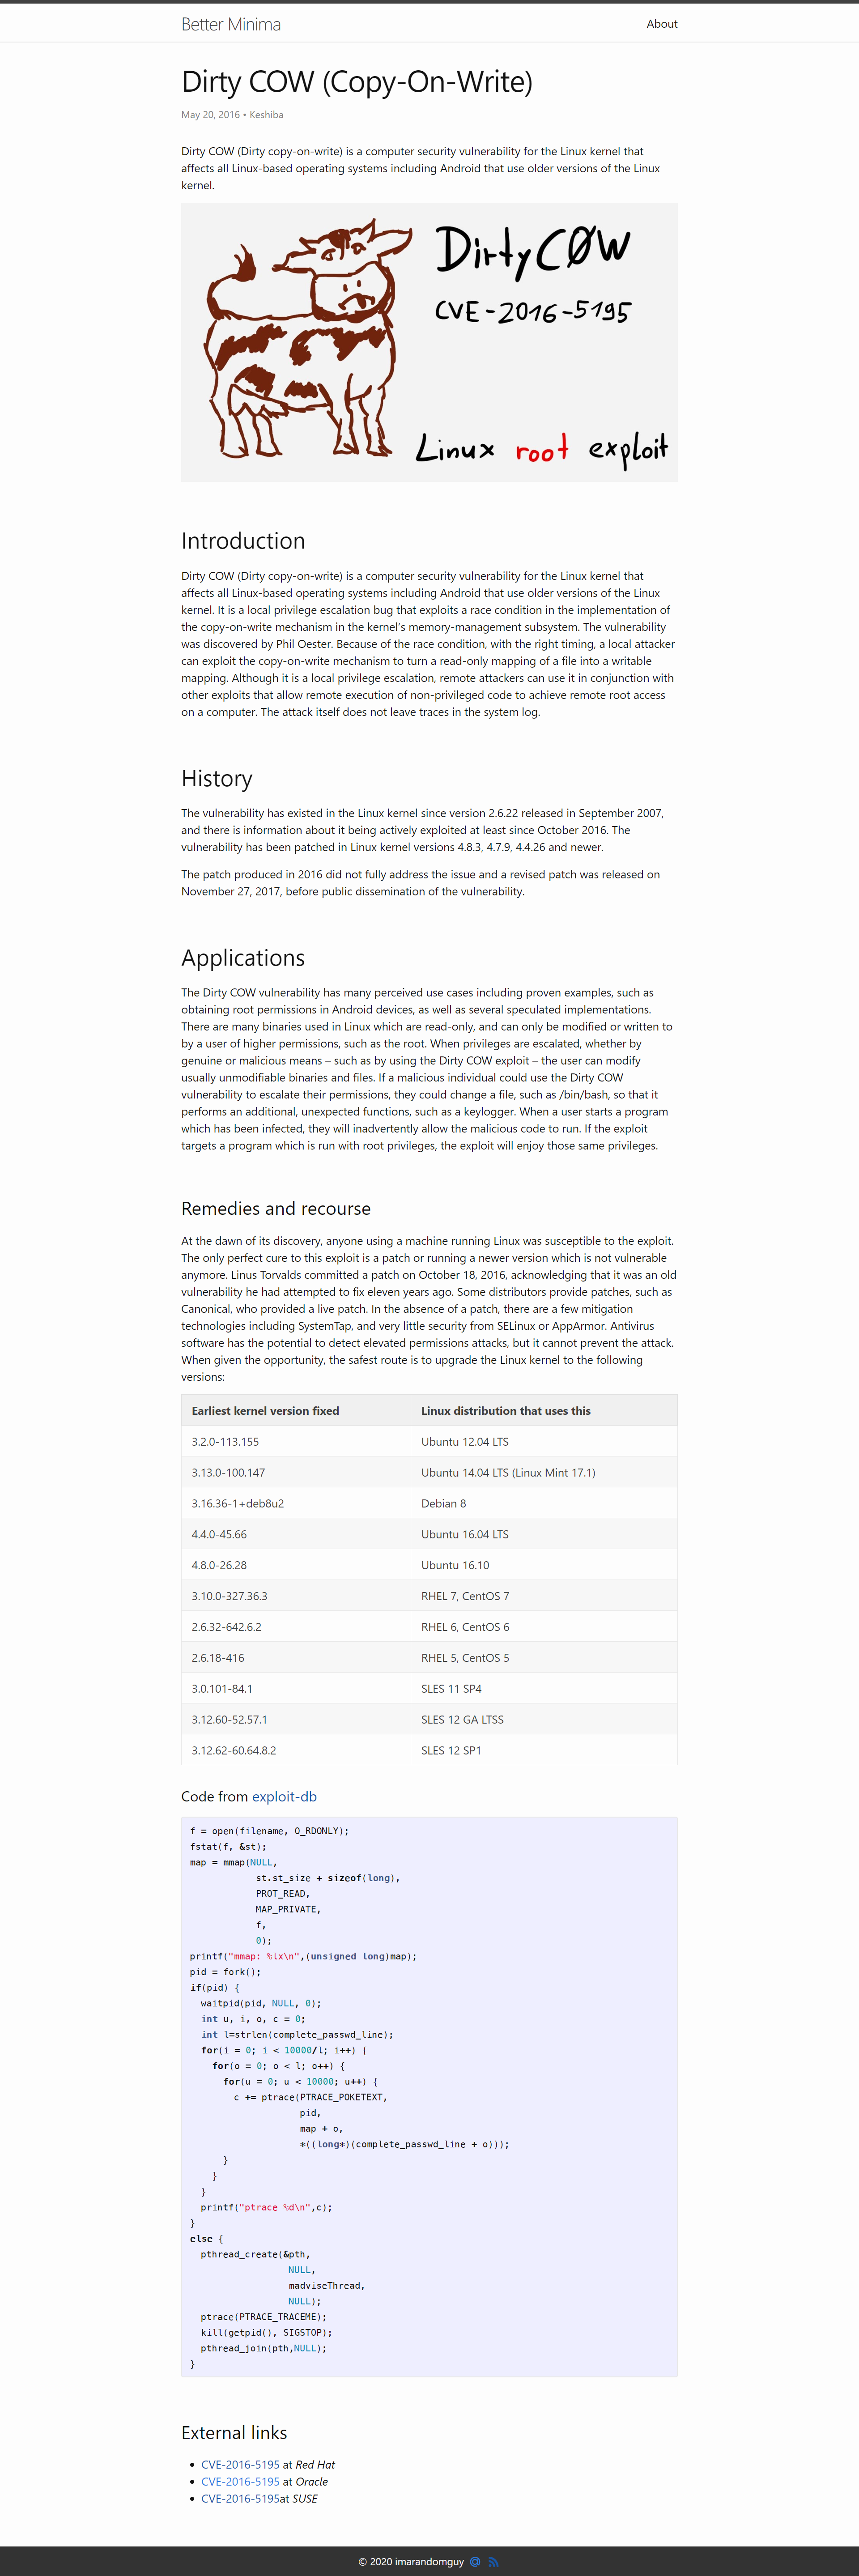 Better Minima
About
Dirty COW (Copy-On-Write)
May 20, 2016 • Keshiba
Dirty COW (Dirty copy-on-write) is a computer security vulnerability for the Linux kernel that
affects all Linux-based operating systems including Android that use older versions of the Linux
kernel.
DirtyCØW
CVE-2016-5195
Linux root exploit
Introduction
Dirty COW (Dirty copy-on-write) is a computer security vulnerability for the Linux kernel that
affects all Linux-based operating systems including Android that use older versions of the Linux
kernel. It is a local privilege escalation bug that exploits a race condition in the implementation of
the copy-on-write mechanism in the kernel’s memory-management subsystem. The vulnerability
was discovered by Phil Oester. Because of the race condition, with the right timing, a local attacker
can exploit the copy-on-write mechanism to turn a read-only mapping of a file into a writable
mapping. Although it is a local privilege escalation, remote attackers can use it in conjunction with
other exploits that allow remote execution of non-privileged code to achieve remote root access
on a computer. The attack itself does not leave traces in the system log.
History
The vulnerability has existed in the Linux kernel since version 2.6.22 released in September 2007,
and there is information about it being actively exploited at least since October 2016. The
vulnerability has been patched in Linux kernel versions 4.8.3, 4.7.9, 4.4.26 and newer.
The patch produced in 2016 did not fully address the issue and a revised patch was released on
November 27, 2017, before public dissemination of the vulnerability.
Applications
The Dirty COW vulnerability has many perceived use cases including proven examples, such as
obtaining root permissions in Android devices, as well as several speculated implementations.
There are many binaries used in Linux which are read-only, and can only be modified or written to
by a user of higher permissions, such as the root. When privileges are escalated, whether by
genuine or malicious means – such as by using the Dirty COW exploit – the user can modify
usually unmodifiable binaries and files. If a malicious individual could use the Dirty COW
vulnerability to escalate their permissions, they could change a file, such as /bin/bash, so that it
performs an additional, unexpected functions, such as a keylogger. When a user starts a program
which has been infected, they will inadvertently allow the malicious code to run. If the exploit
targets a program which is run with root privileges, the exploit will enjoy those same privileges.
Remedies and recourse
At the dawn of its discovery, anyone using a machine running Linux was susceptible to the exploit.
The only perfect cure to this exploit is a patch or running a newer version which is not vulnerable
anymore. Linus Torvalds committed a patch on October 18, 2016, acknowledging that it was an old
vulnerability he had attempted to fix eleven years ago. Some distributors provide patches, such as
Canonical, who provided a live patch. In the absence of a patch, there are a few mitigation
technologies including SystemTap, and very little security from SELinux or AppArmor. Antivirus
software has the potential to detect elevated permissions attacks, but it cannot prevent the attack.
When given the opportunity, the safest route is to upgrade the Linux kernel to the following
versions:
Earliest kernel version fixed Linux distribution that uses this
3.2.0-113.155 Ubuntu 12.04 LTS
3.13.0-100.147 Ubuntu 14.04 LTS (Linux Mint 17.1)
3.16.36-1+deb8u2 Debian 8
4.4.0-45.66 Ubuntu 16.04 LTS
4.8.0-26.28 Ubuntu 16.10
3.10.0-327.36.3 RHEL 7, CentOS 7
2.6.32-642.6.2 RHEL 6, CentOS 6
2.6.18-416 RHEL 5, CentOS 5
3.0.101-84.1 SLES 11 SP4
3.12.60-52.57.1 SLES 12 GA LTSS
3.12.62-60.64.8.2 SLES 12 SP1
Code from exploit-db
f = open(filename, O_RDONLY);
fstat(f, &st);
map = mmap(NULL,
st.st_size + sizeof(long),
PROT_READ,
MAP_PRIVATE,
f,
0);
printf("mmap: %lx\n",(unsigned long)map);
pid = fork();
if(pid) {
waitpid(pid, NULL, 0);
int u, i, o, c = 0;
int l=strlen(complete_passwd_line);
for(i = 0; i < 10000/l; i++) {
for(o = 0; o < l; o++) {
for(u = 0; u < 10000; u++) {
c += ptrace(PTRACE_POKETEXT,
pid,
map + o,
*((long*)(complete_passwd_line + o)));
}
}
}
printf("ptrace %d\n",c);
}
else {
pthread_create(&pth,
NULL,
madviseThread,
NULL);
ptrace(PTRACE_TRACEME);
kill(getpid(), SIGSTOP);
pthread_join(pth,NULL);
}
External links
• CVE-2016-5195 at Red Hat
• CVE-2016-5195 at Oracle
• CVE-2016-5195at SUSE
© 2020 imarandomguy